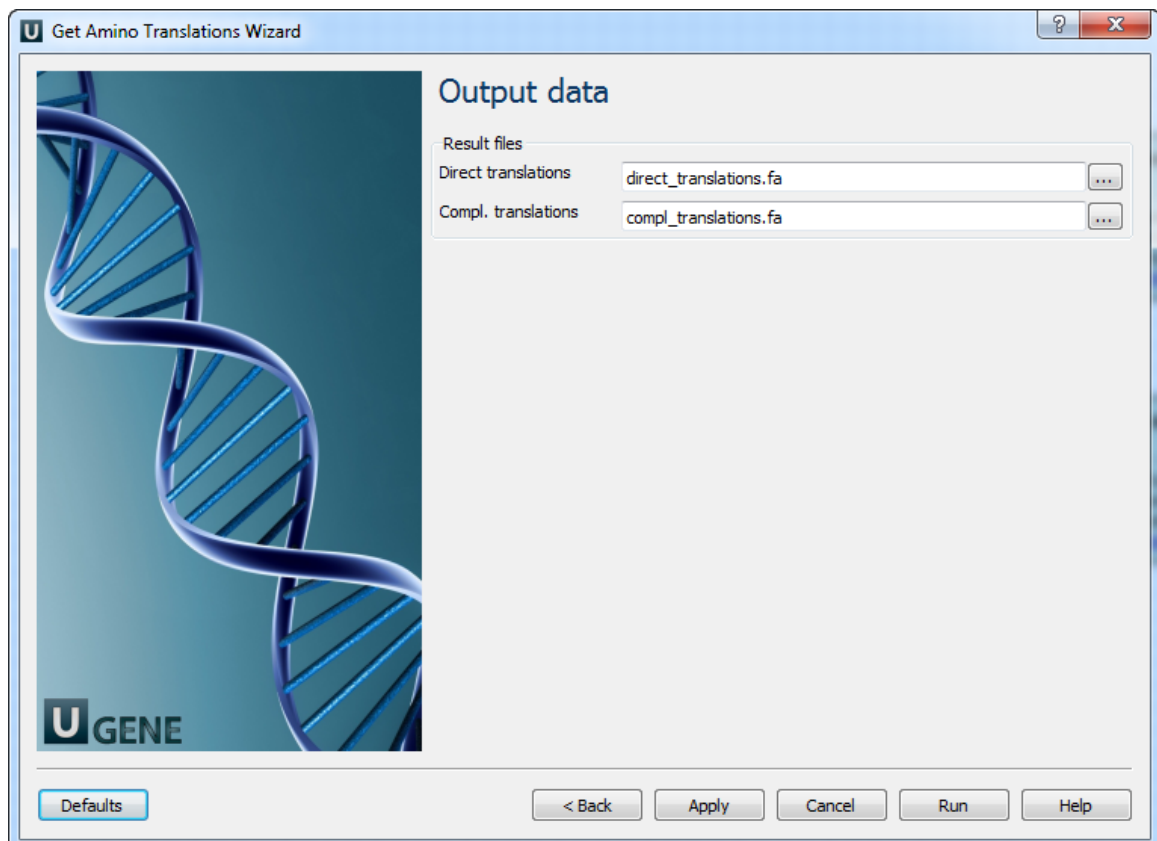 U Get Amino Translations Wizard
Output data
Result files
Direct translations direct_translations.fa ...
Compl. translations compl_translations.fa ...
U GENE
Defaults < Back Apply Cancel Run Help